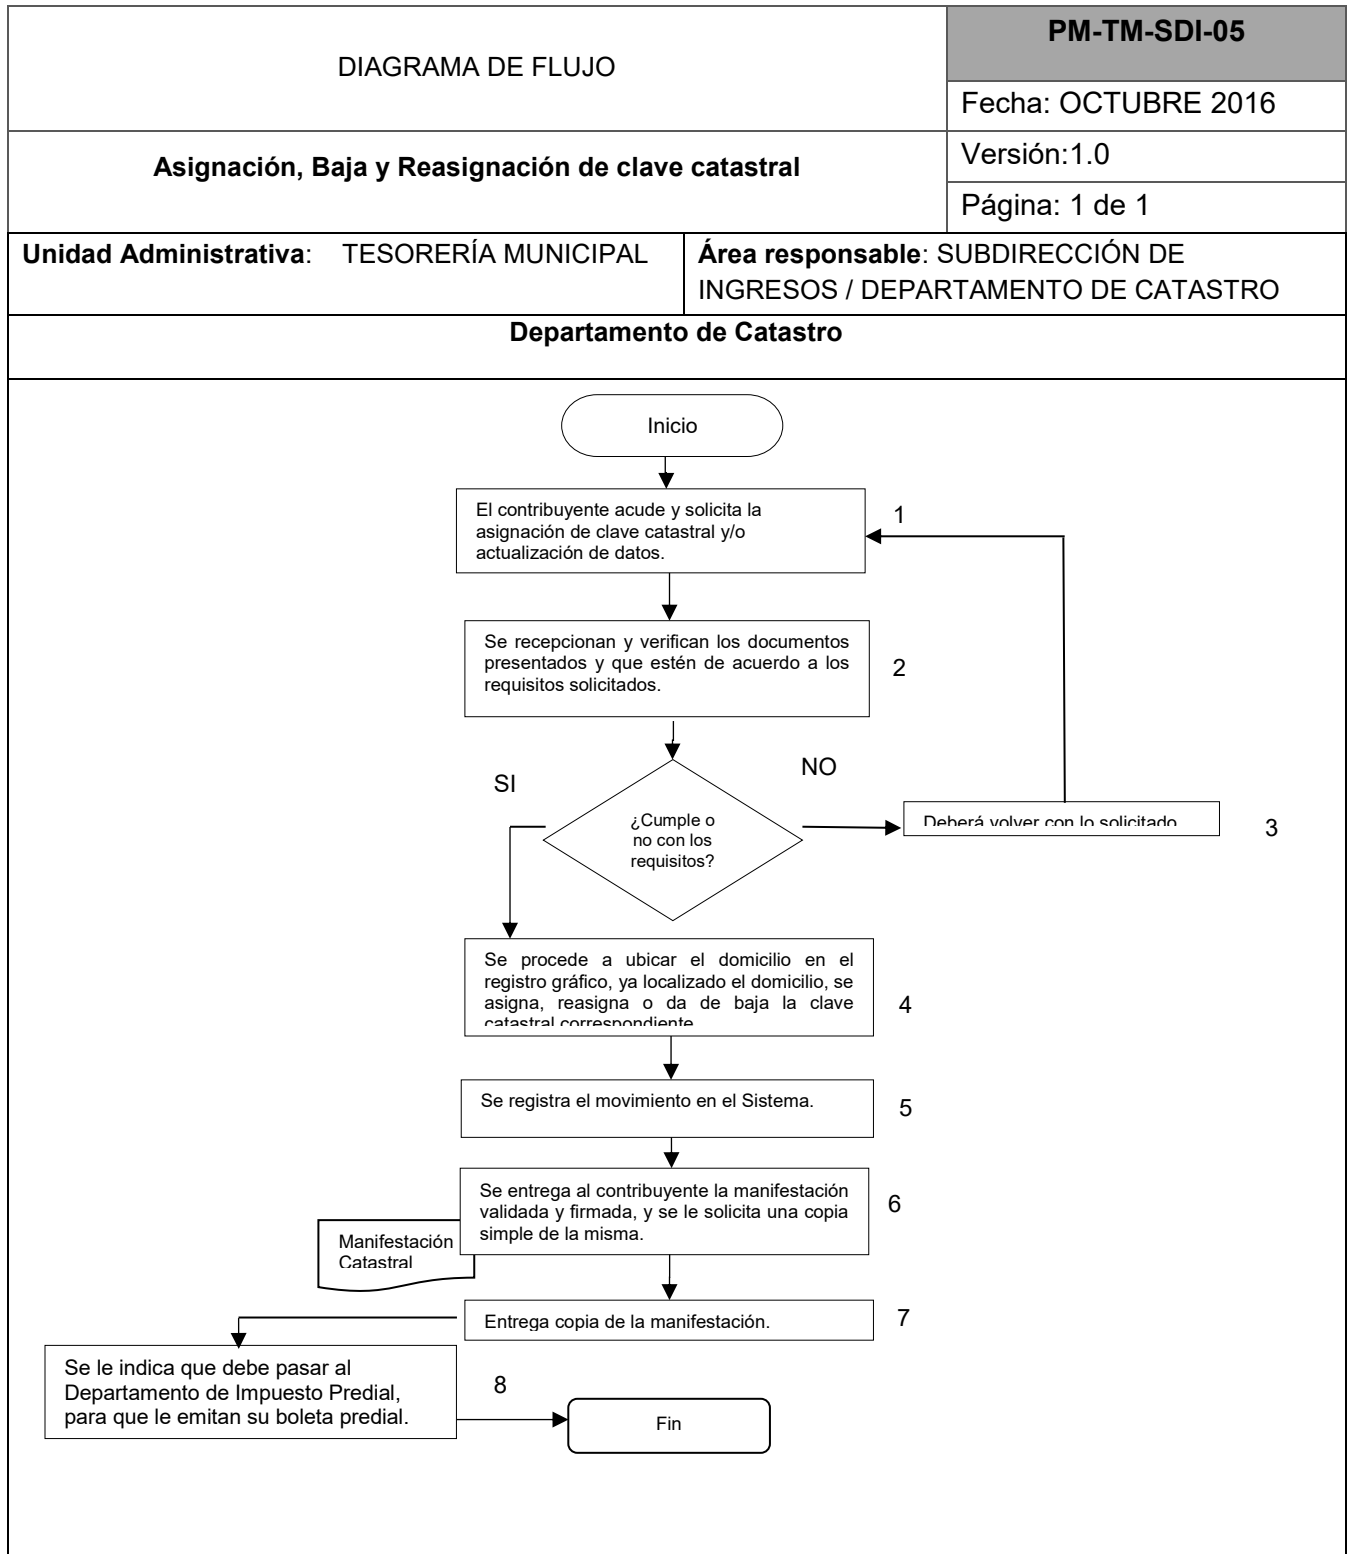 DIAGRAMA DE FLUJO
PM-TM-SDI-05
Fecha: OCTUBRE 2016
Asignación, Baja y Reasignación de clave catastral
Versión:1.0
Página: 1 de 1
Unidad Administrativa: TESORERÍA MUNICIPAL
Área responsable: SUBDIRECCIÓN DE
INGRESOS / DEPARTAMENTO DE CATASTRO
Departamento de Catastro
Inicio
El contribuyente acude y solicita la
asignación de clave catastral y/o
actualización de datos.
1
Se recepcionan y verifican los documentos
presentados y que estén de acuerdo a los
requisitos solicitados.
2
SI
NO
¿Cumple o
no con los
requisitos?
Deberá volver con lo solicitado
3
Se procede a ubicar el domicilio en el
registro gráfico, ya localizado el domicilio, se
asigna, reasigna o da de baja la clave
catastral correspondiente
4
Se registra el movimiento en el Sistema.
5
Se entrega al contribuyente la manifestación
validada y firmada, y se le solicita una copia
simple de la misma.
6
Manifestación
Catastral
Entrega copia de la manifestación.
7
Se le indica que debe pasar al
Departamento de Impuesto Predial,
para que le emitan su boleta predial.
8
Fin